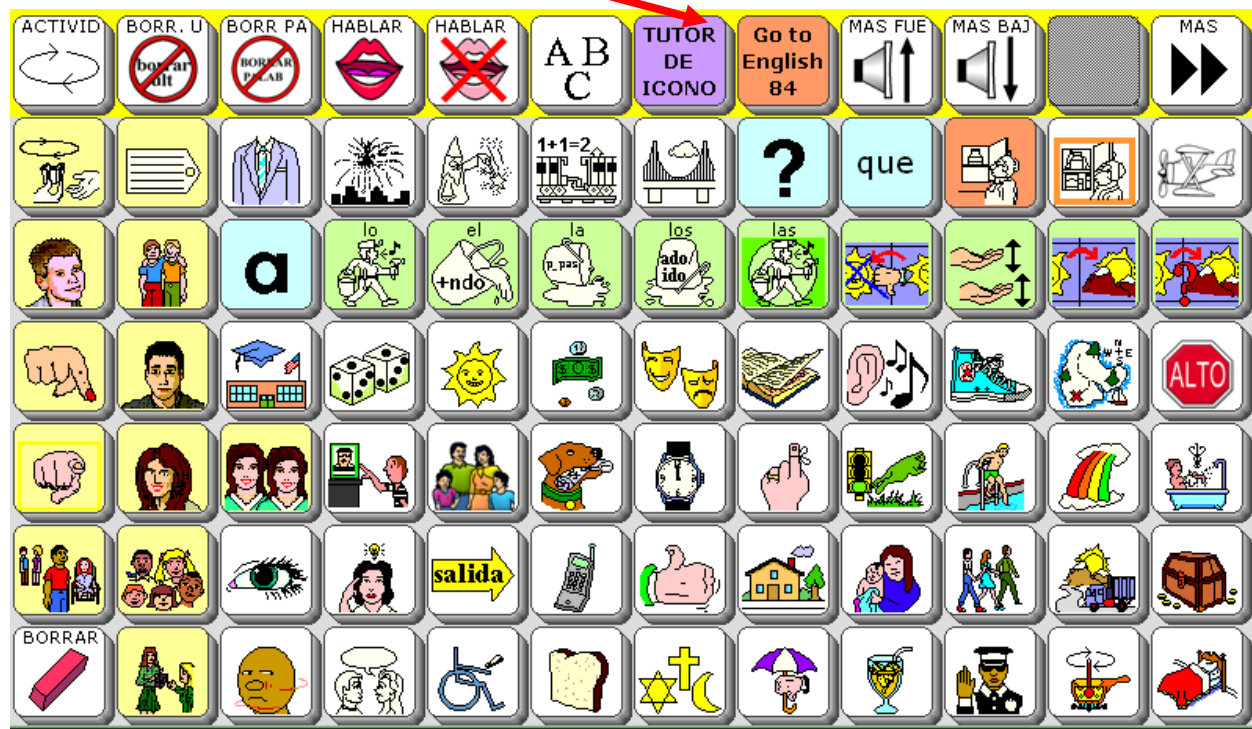 ACTIVID
BORR. U
borrar
ult
BORR PA
BORRAR
PALAB
HABLAR
HABLAR
A B
C
TUTOR
DE
ICONO
Go to
English
84
MAS FUE
MAS BAJ
MAS
1+1=2
?
que
a
lo
el
+ndo
la
p_pas
los
ado/
ido
las
?
N
W E
S
ALTO
salida
BORRAR